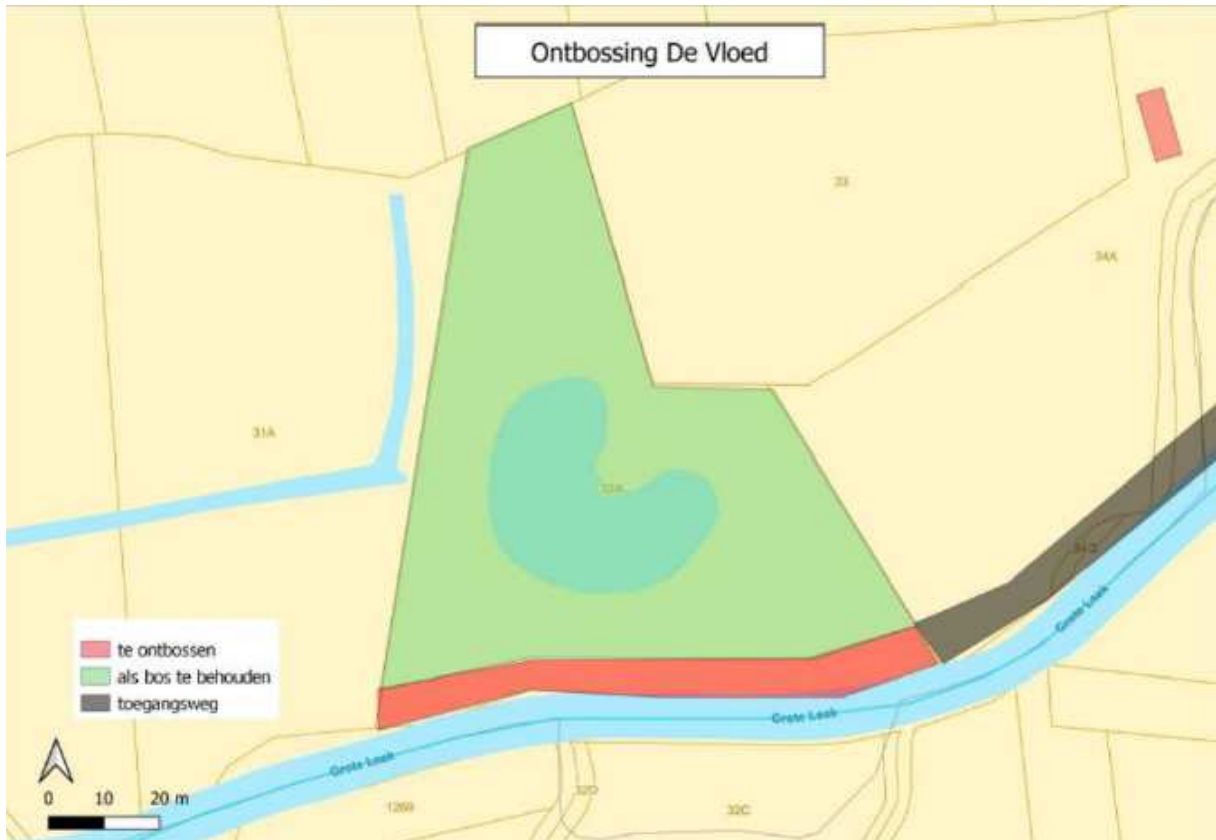 Ontbossing De Vloed
33
34A
31A
32A
Grote Laak
te ontbossen
als bos te behouden
toegangsweg
Grote Laak
Grote Laak
0 10 20 m
32D
32C